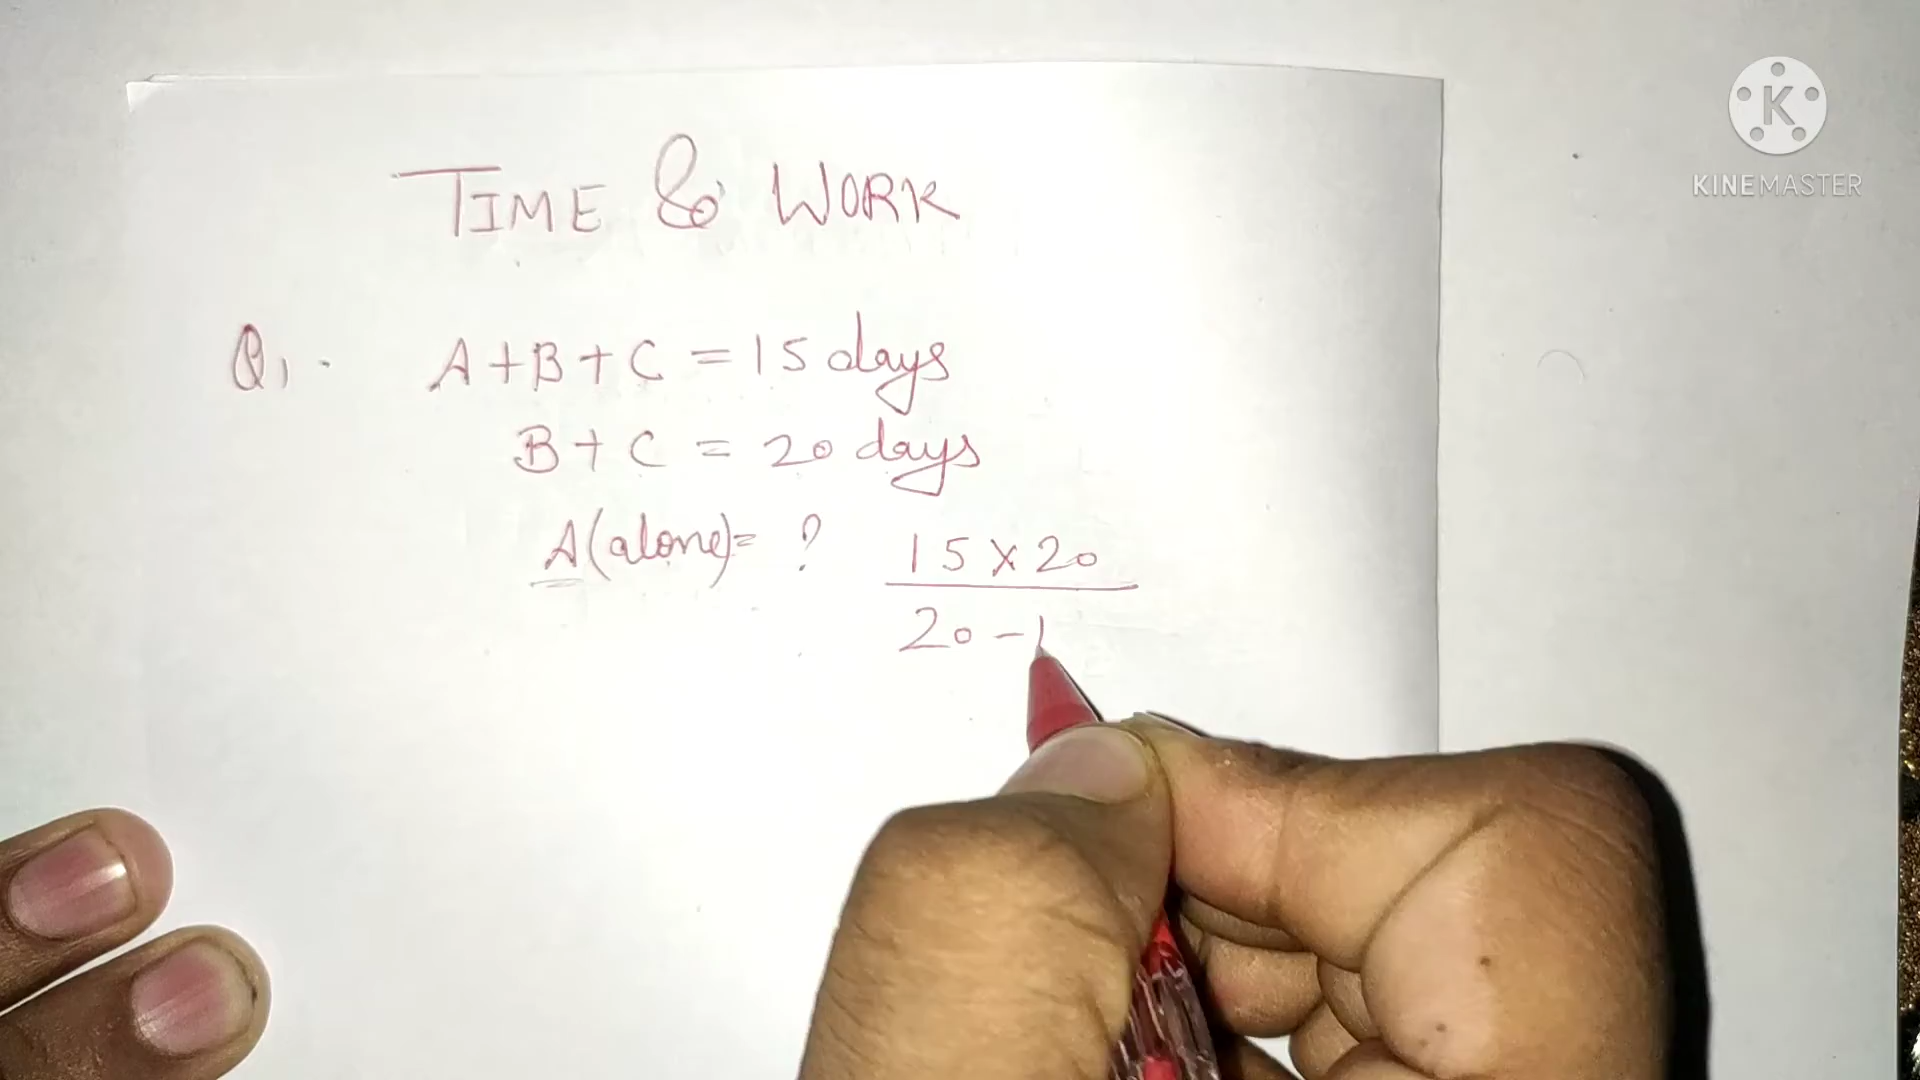 KINEMASTER
TIME & WORK
Q1. A+B+C = 15 days
B+C = 20 days
A(alone) = ? 15 x 20
20 - 1